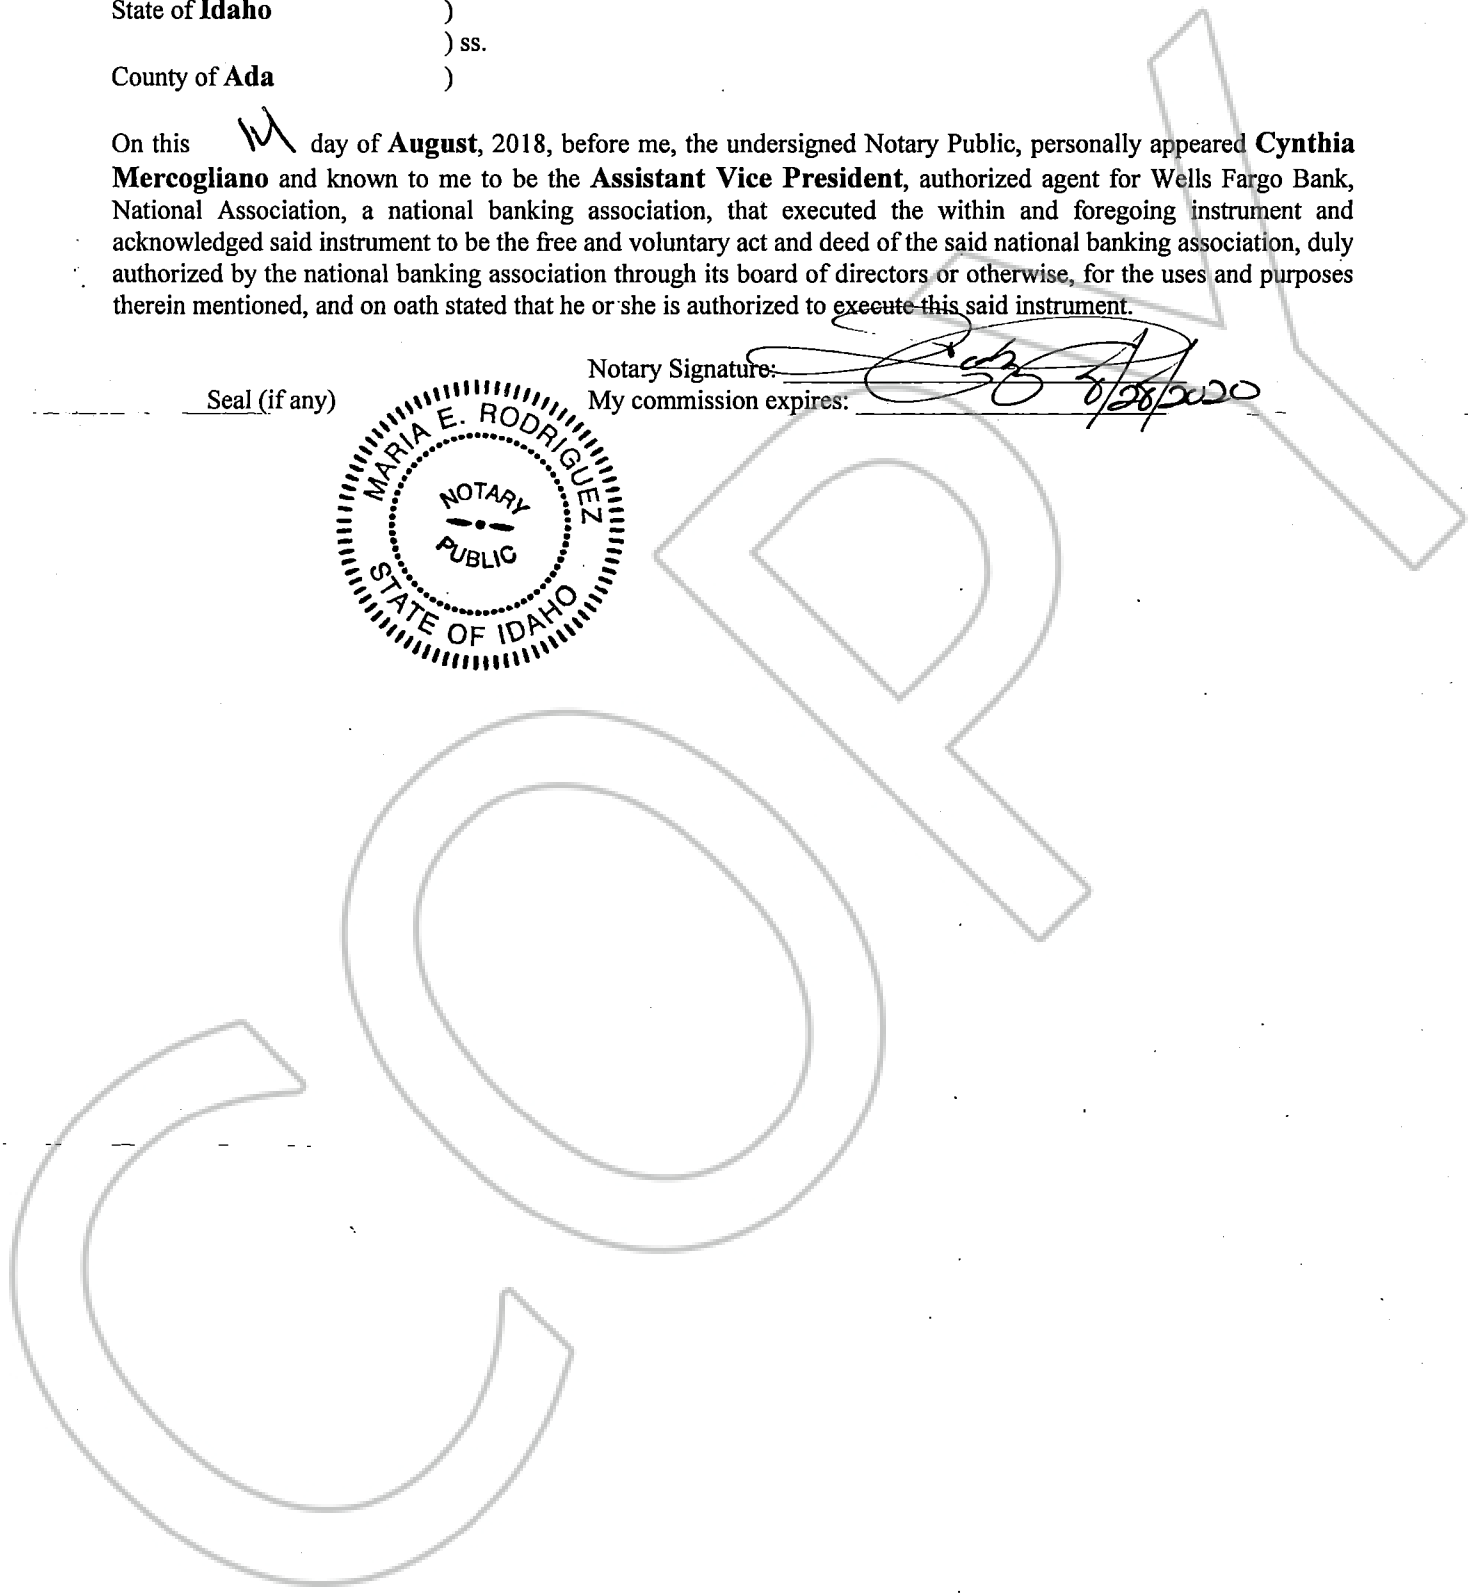 State of Idaho )
) ss.
County of Ada )
On this 14 day of August, 2018, before me, the undersigned Notary Public, personally appeared Cynthia
Mercogliano and known to me to be the Assistant Vice President, authorized agent for Wells Fargo Bank,
National Association, a national banking association, that executed the within and foregoing instrument and
acknowledged said instrument to be the free and voluntary act and deed of the said national banking association, duly
authorized by the national banking association through its board of directors or otherwise, for the uses and purposes
therein mentioned, and on oath stated that he or she is authorized to execute this said instrument.
Notary Signature:
Seal (if any)
My commission expires: 8/28/2020
MARIA E. RODRIGUEZ
NOTARY
PUBLIC
STATE OF IDAHO
COPY